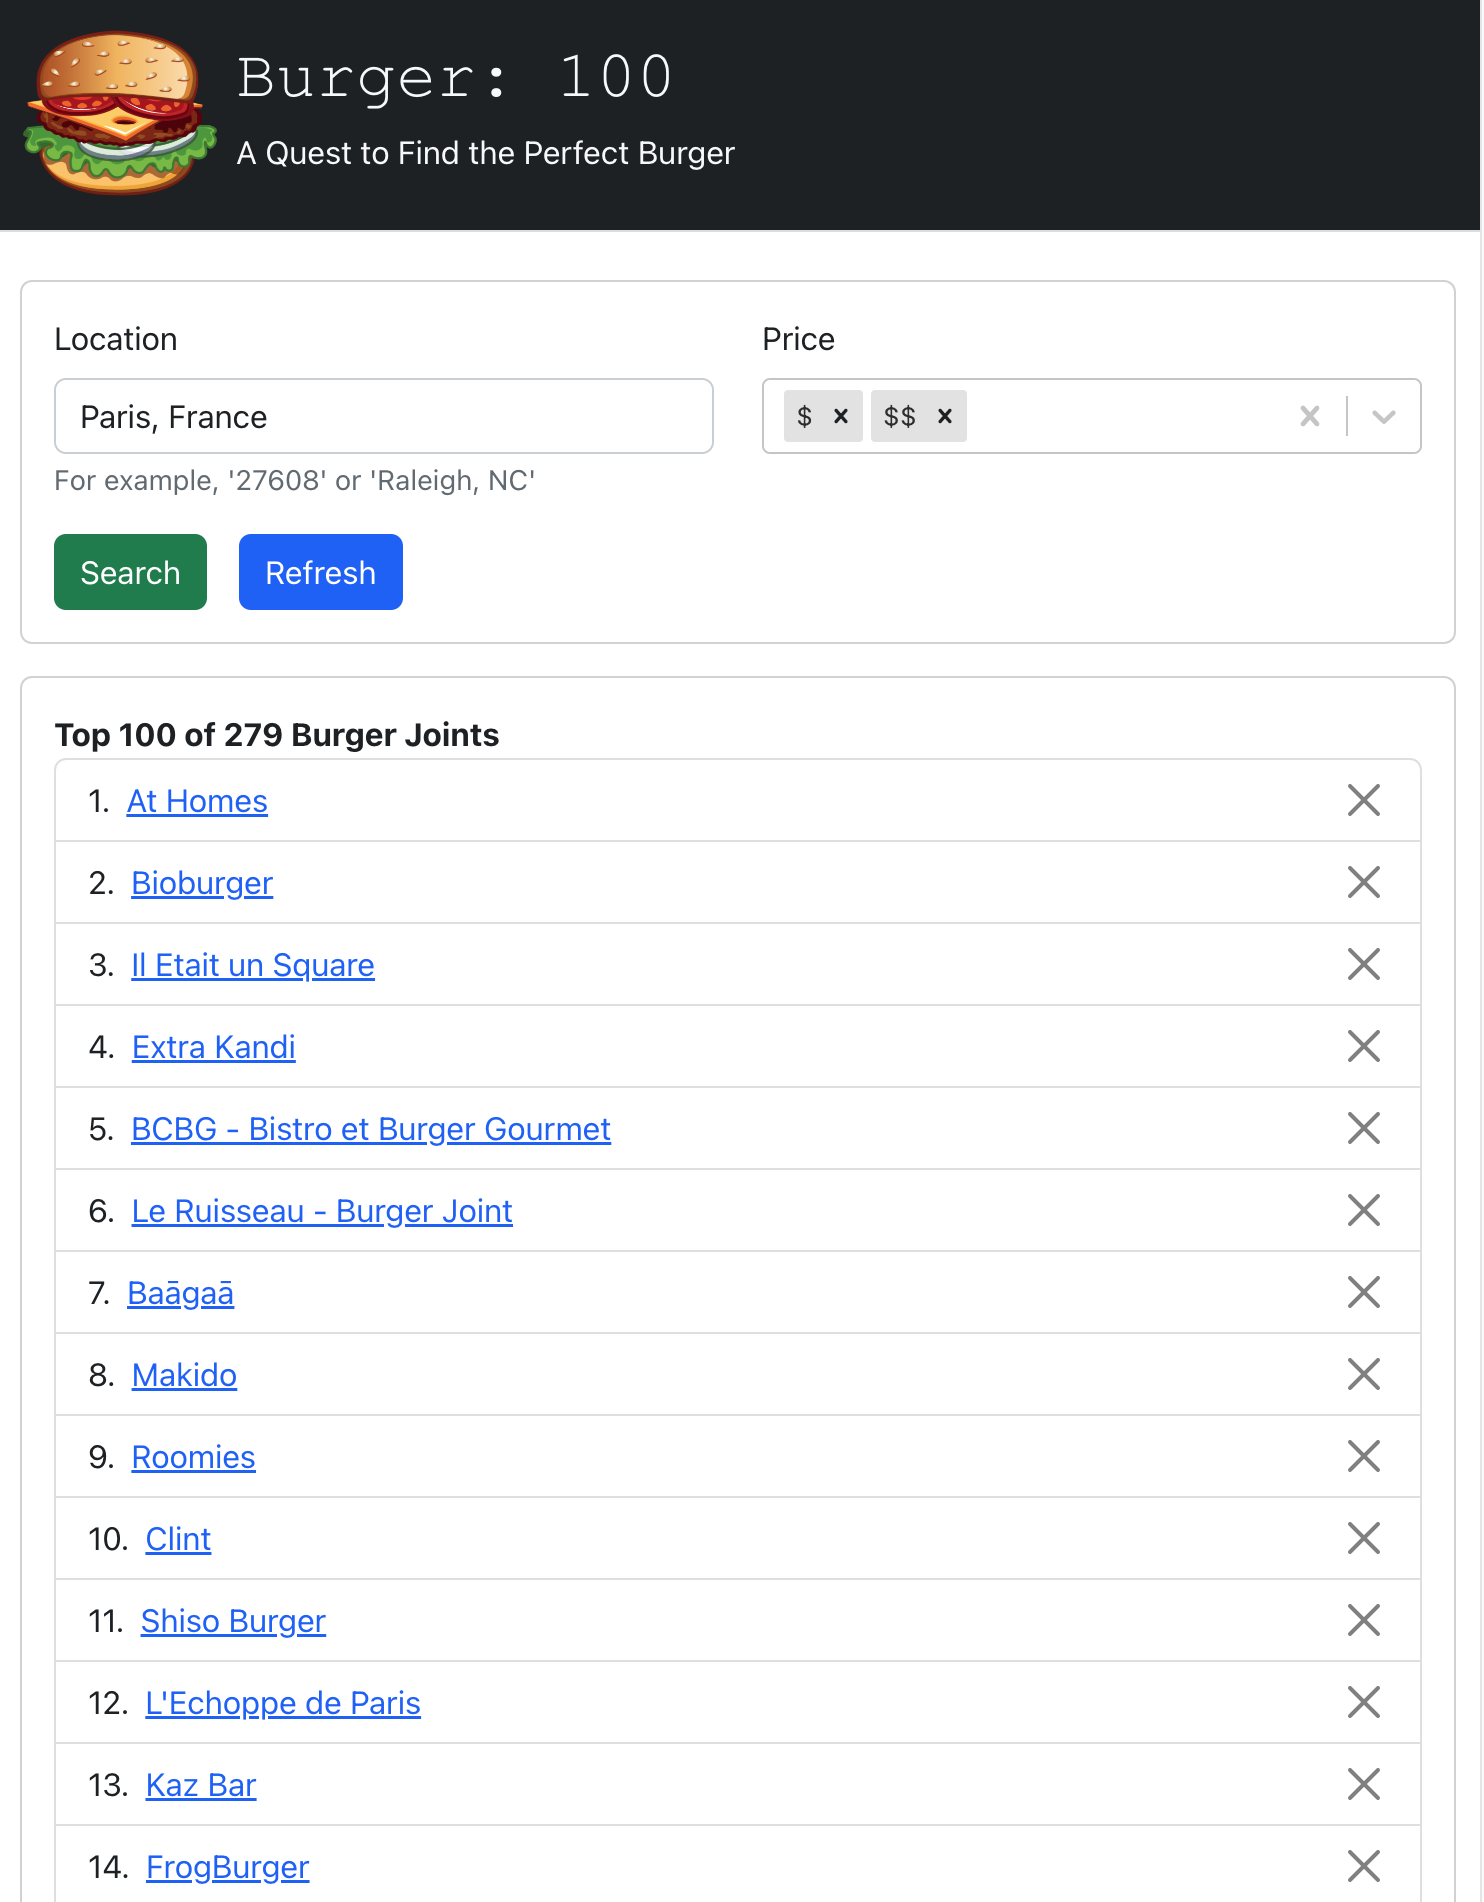 Burger: 100
A Quest to Find the Perfect Burger
Location
Price
Paris, France
$ $$
For example, '27608' or 'Raleigh, NC'
Search Refresh
Top 100 of 279 Burger Joints
1. At Homes
2. Bioburger
3. Il Etait un Square
4. Extra Kandi
5. BCBG - Bistro et Burger Gourmet
6. Le Ruisseau - Burger Joint
7. Baāgaā
8. Makido
9. Roomies
10. Clint
11. Shiso Burger
12. L'Echoppe de Paris
13. Kaz Bar
14. FrogBurger